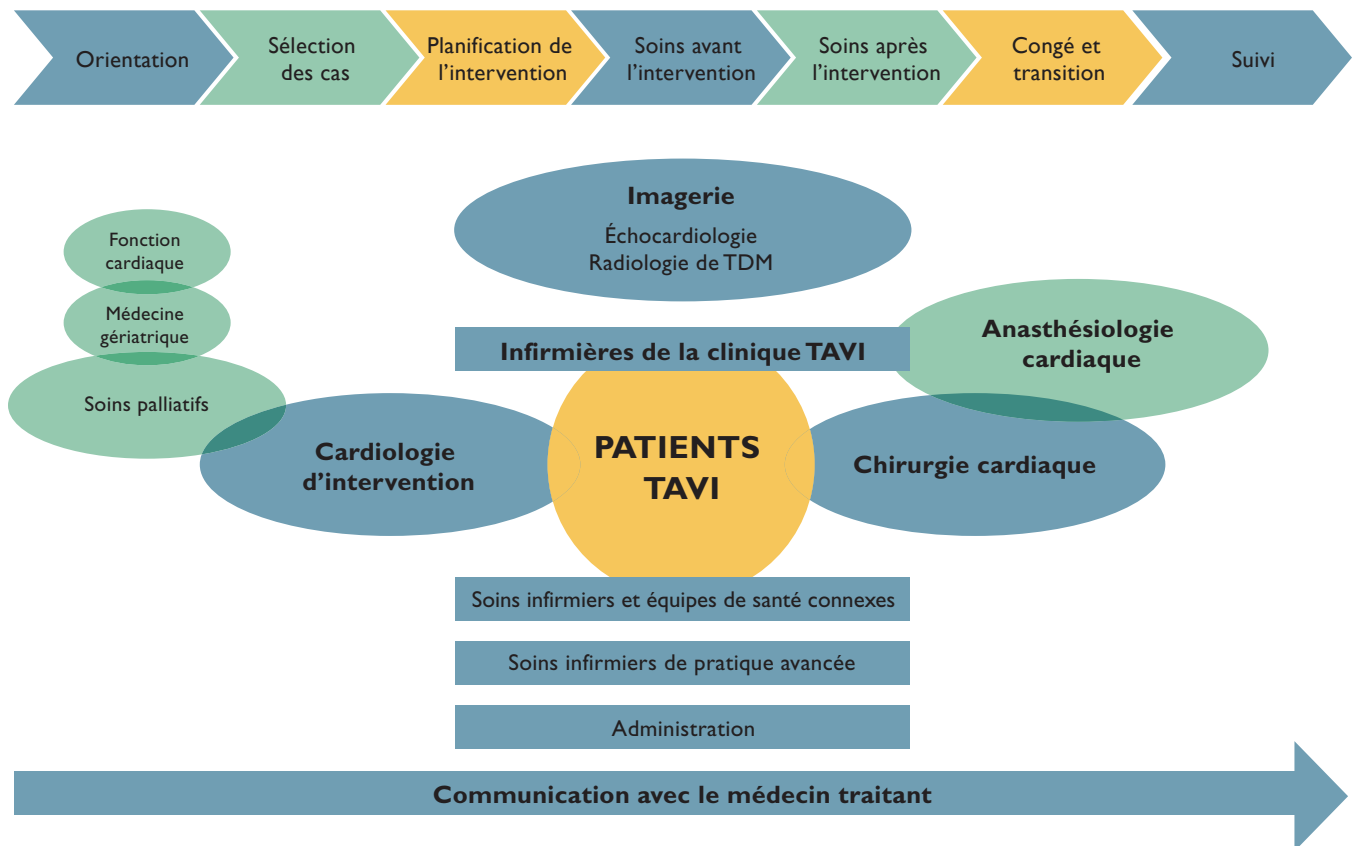 Orientation
Sélection
des cas
Planification de
l’intervention
Soins avant
l’intervention
Soins après
l’intervention
Congé et
transition
Suivi
Imagerie
Échocardiologie
Radiologie de TDM
Fonction
cardiaque
Médecine
gériatrique
Soins palliatifs
Infirmières de la clinique TAVI
Anasthésiologie
cardiaque
Cardiologie
d’intervention
PATIENTS
TAVI
Chirurgie cardiaque
Soins infirmiers et équipes de santé connexes
Soins infirmiers de pratique avancée
Administration
Communication avec le médecin traitant